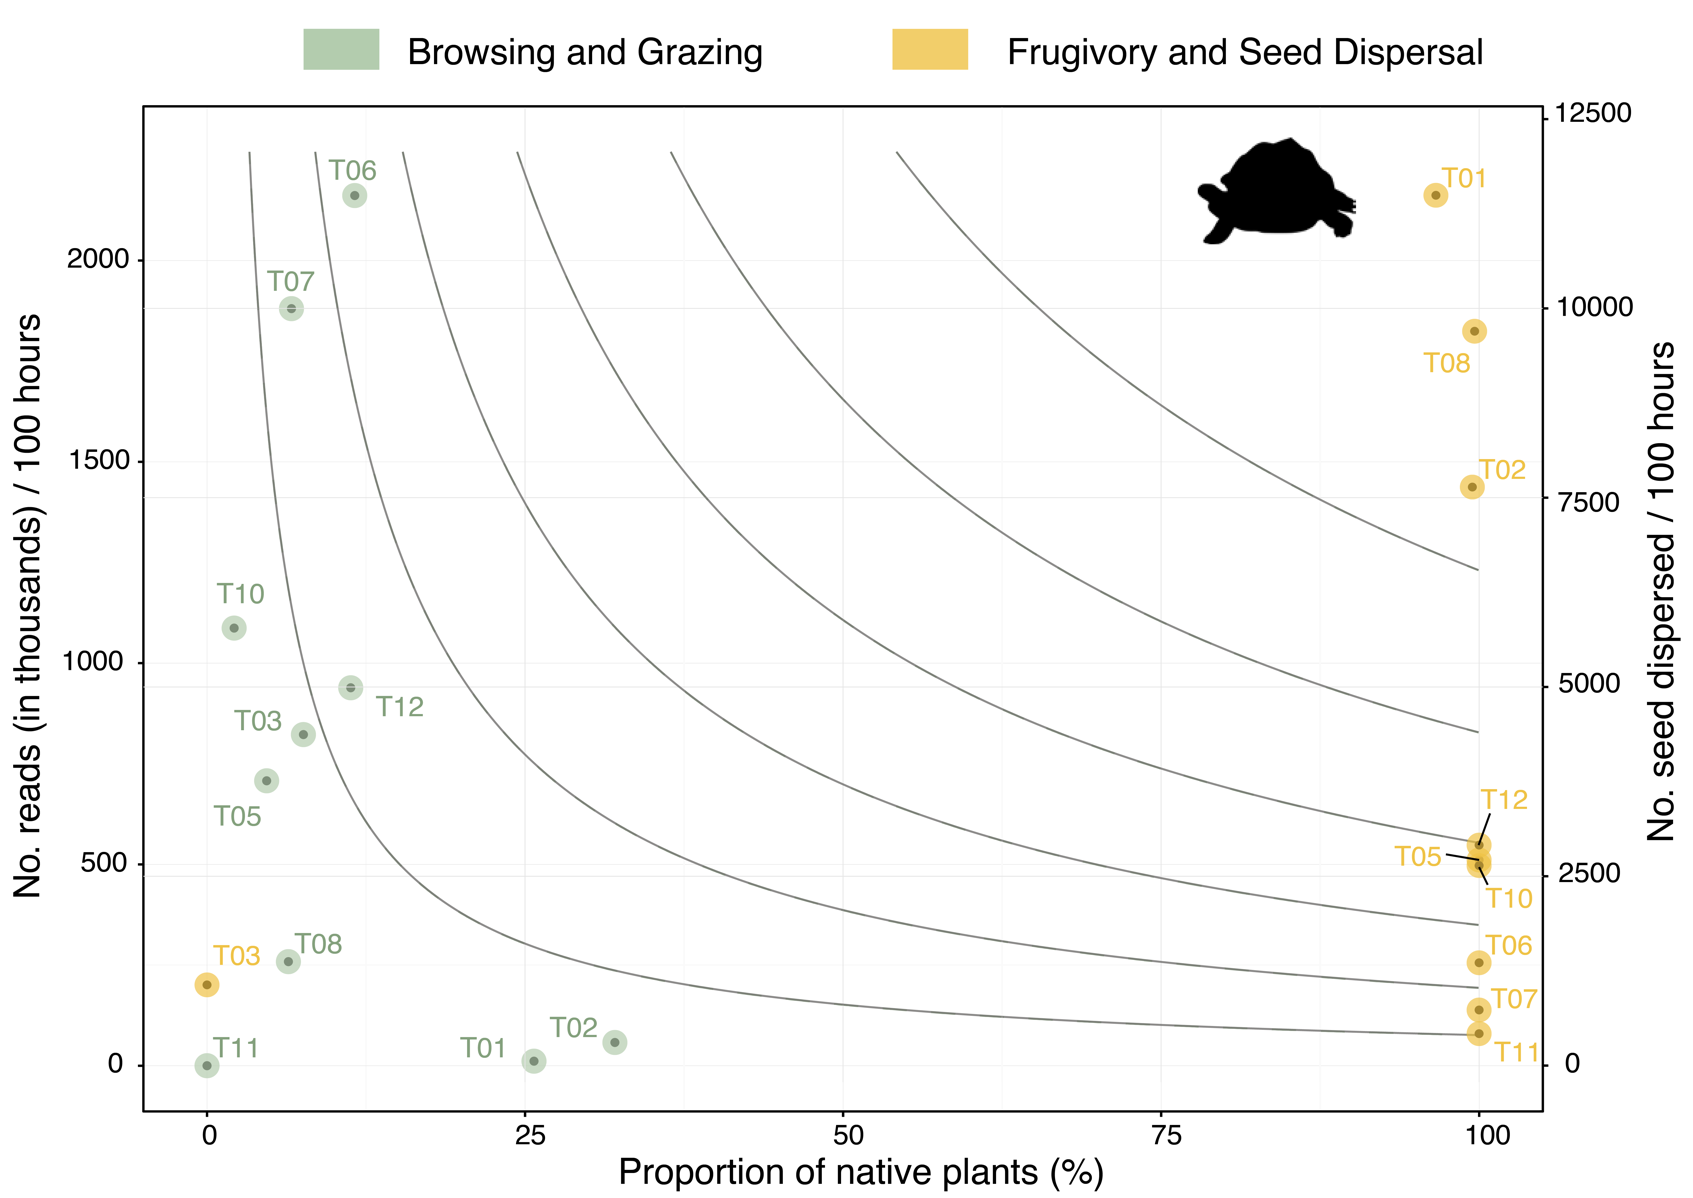 Browsing and Grazing
Frugivory and Seed Dispersal
No. reads (in thousands) / 100 hours
2000
1500
1000
500
0
T06
T07
T10
T12
T03
T05
T08
T03
T11
T01
T02
T01
T08
T02
T12
T05
T10
T06
T07
T11
12500
10000
7500
5000
2500
0
No. seed dispersed / 100 hours
0
25
50
75
100
Proportion of native plants (%)